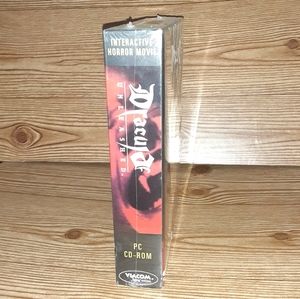 INTERACTIVE
HORROR MOVIE
Dracula
UNLEASHED
PC
CD-ROM
VIACOM